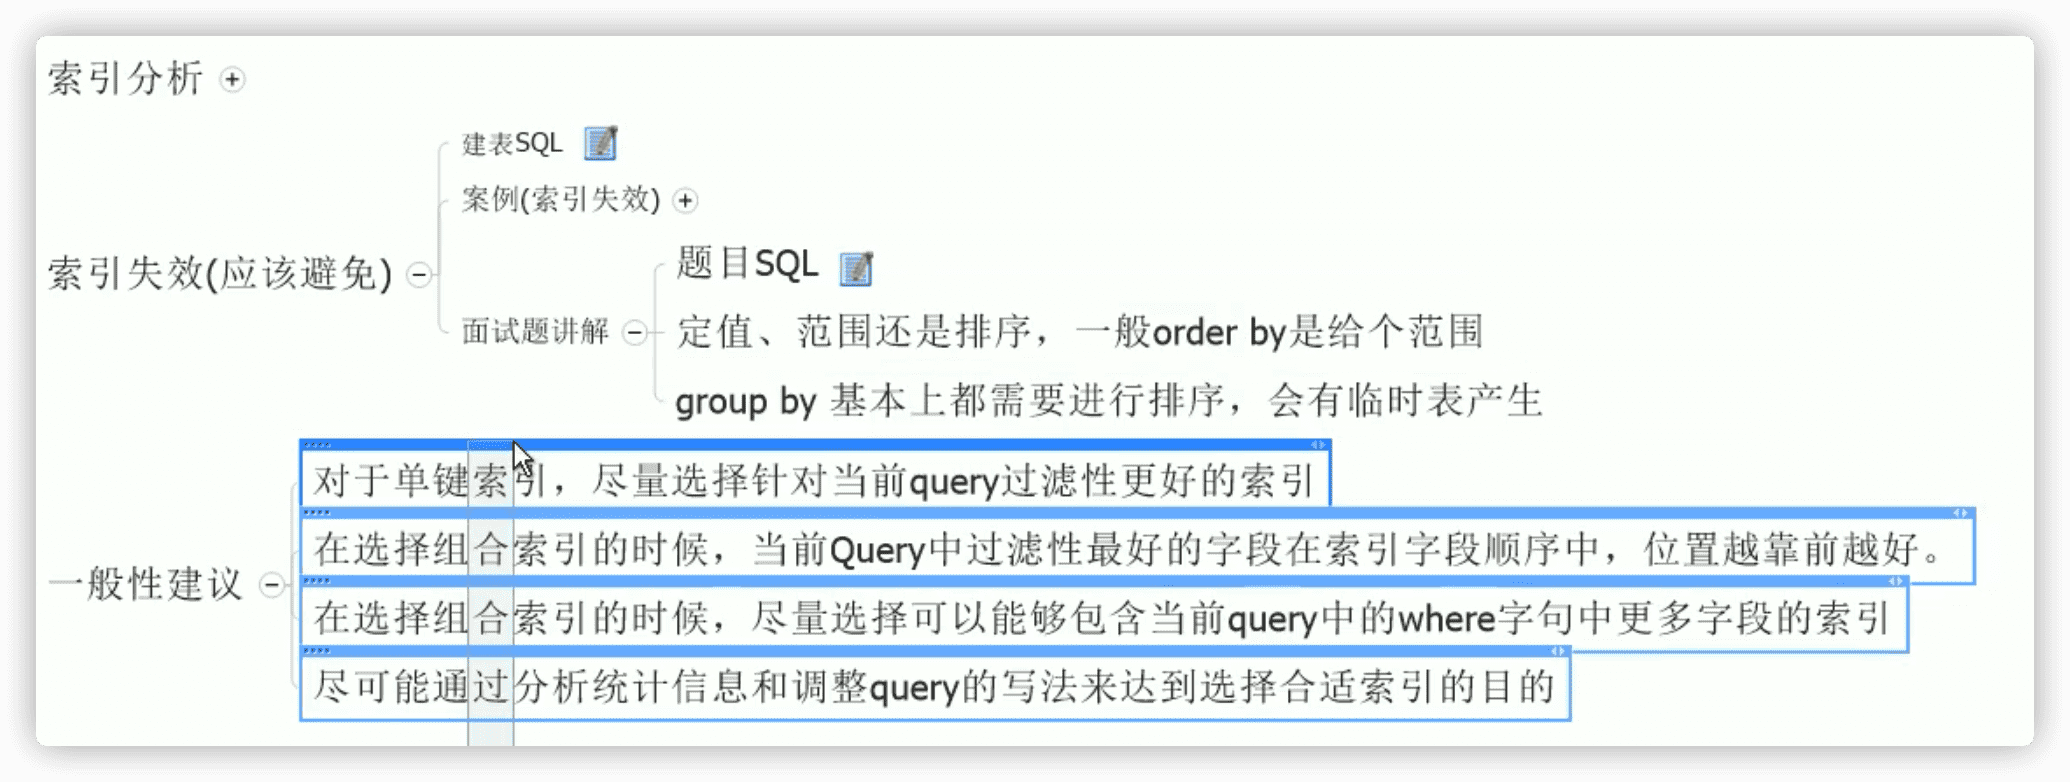 索引分析
建表SQL
案例(索引失效)
索引失效(应该避免)
题目SQL
面试题讲解
定值、范围还是排序，一般order by是给个范围
group by 基本上都需要进行排序，会有临时表产生
对于单键索引，尽量选择针对当前query过滤性更好的索引
在选择组合索引的时候，当前Query中过滤性最好的字段在索引字段顺序中，位置越靠前越好。
一般性建议
在选择组合索引的时候，尽量选择可以能够包含当前query中的where字句中更多字段的索引
尽可能通过分析统计信息和调整query的写法来达到选择合适索引的目的